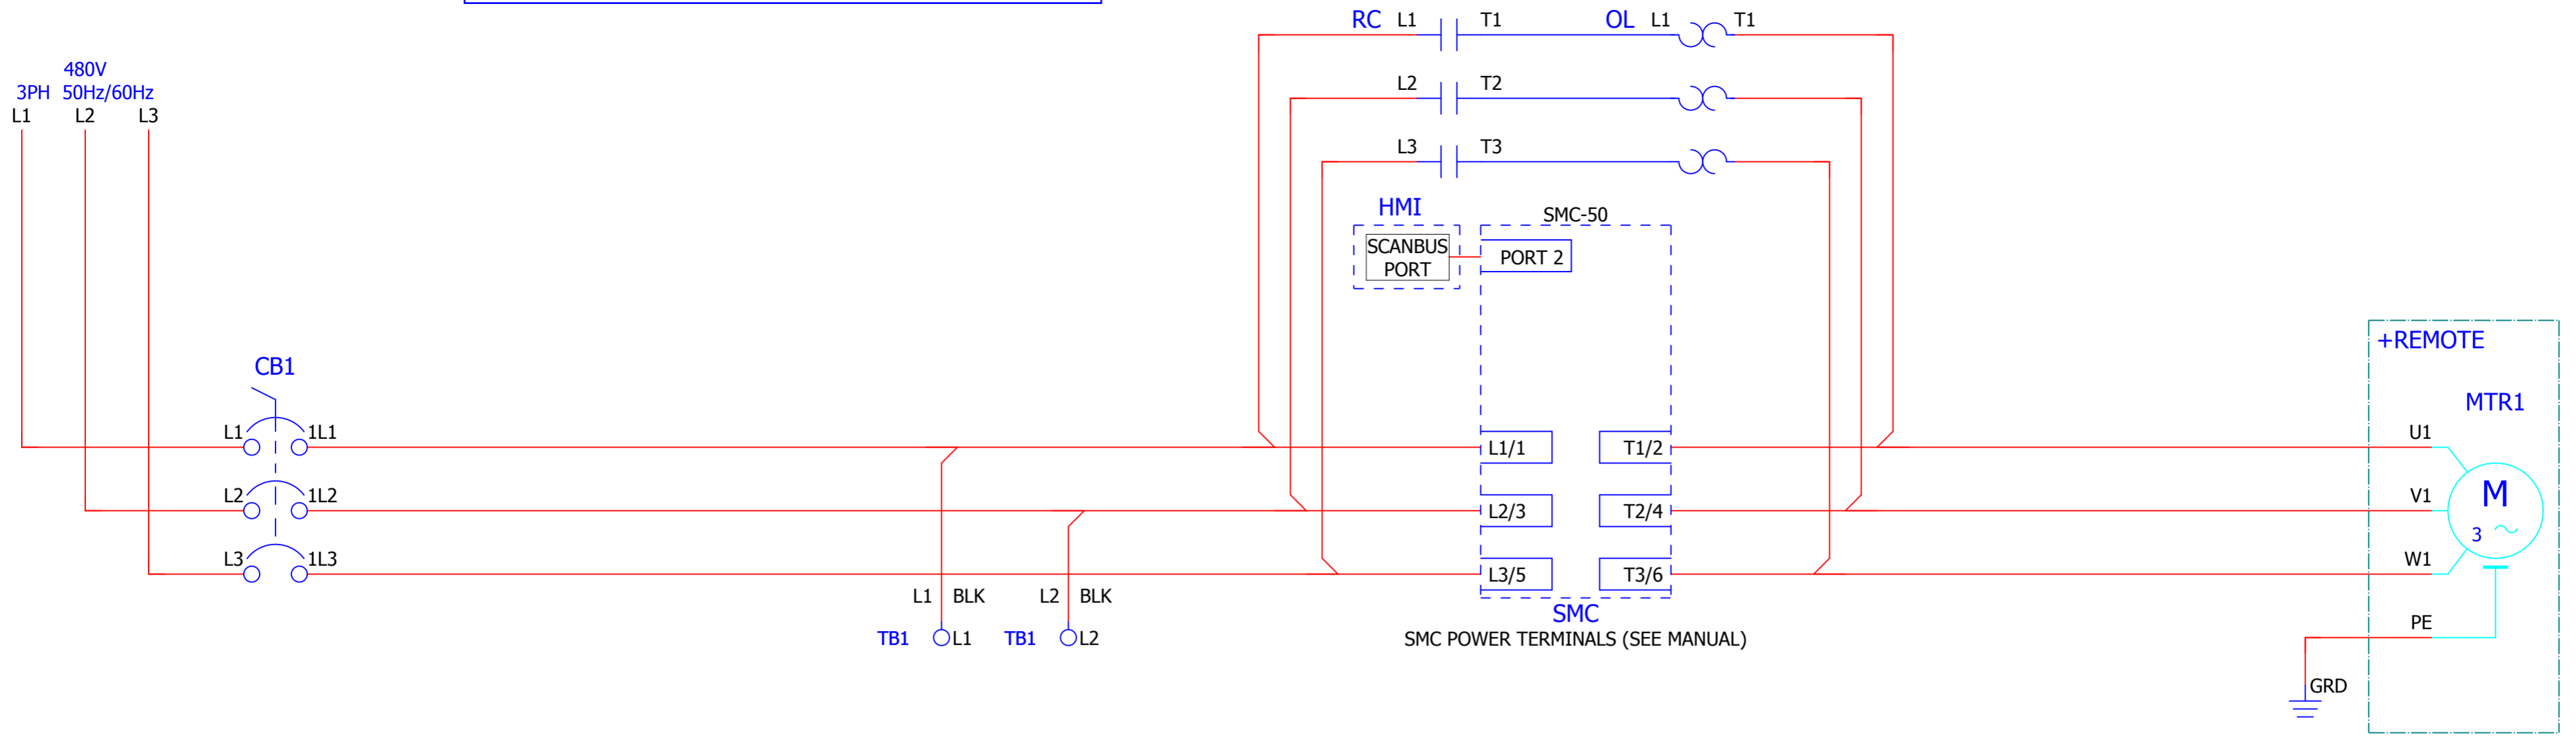 RC L1 T1 OL L1 T1
480V
3PH 50Hz/60Hz
L1 L2 L3
L2 T2
L3 T3
HMI
SMC-50
SCANBUS
PORT
PORT 2
+REMOTE
CB1
MTR1
L1 1L1
L1/1 T1/2
U1
L2 1L2
L2/3 T2/4
V1
M
3
L3 1L3
L3/5 T3/6
W1
L1 BLK L2 BLK
SMC
TB1 L1 TB1 L2
SMC POWER TERMINALS (SEE MANUAL)
PE
GRD